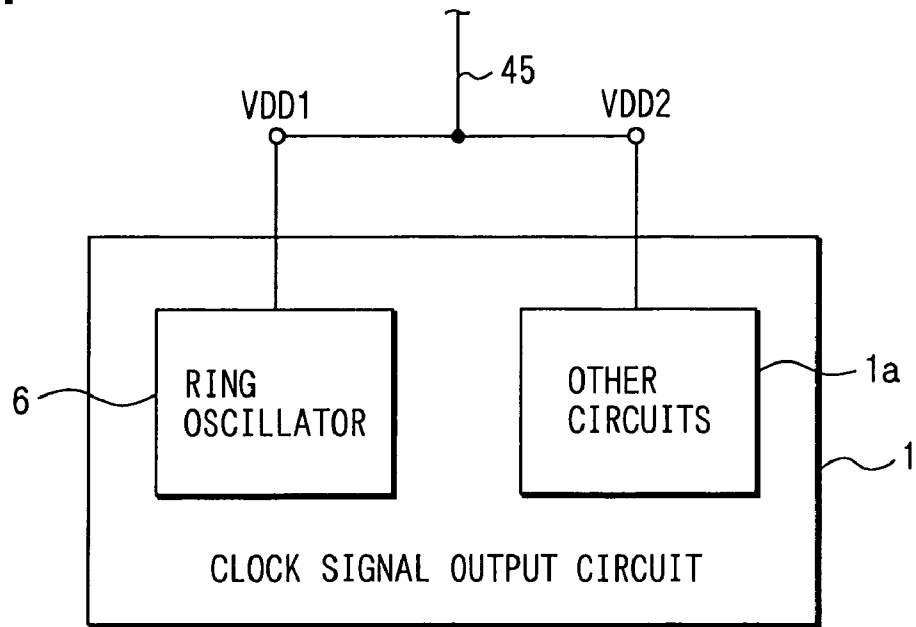 45
VDD1
VDD2
RING
OSCILLATOR
6
OTHER
CIRCUITS
1a
1
CLOCK SIGNAL OUTPUT CIRCUIT